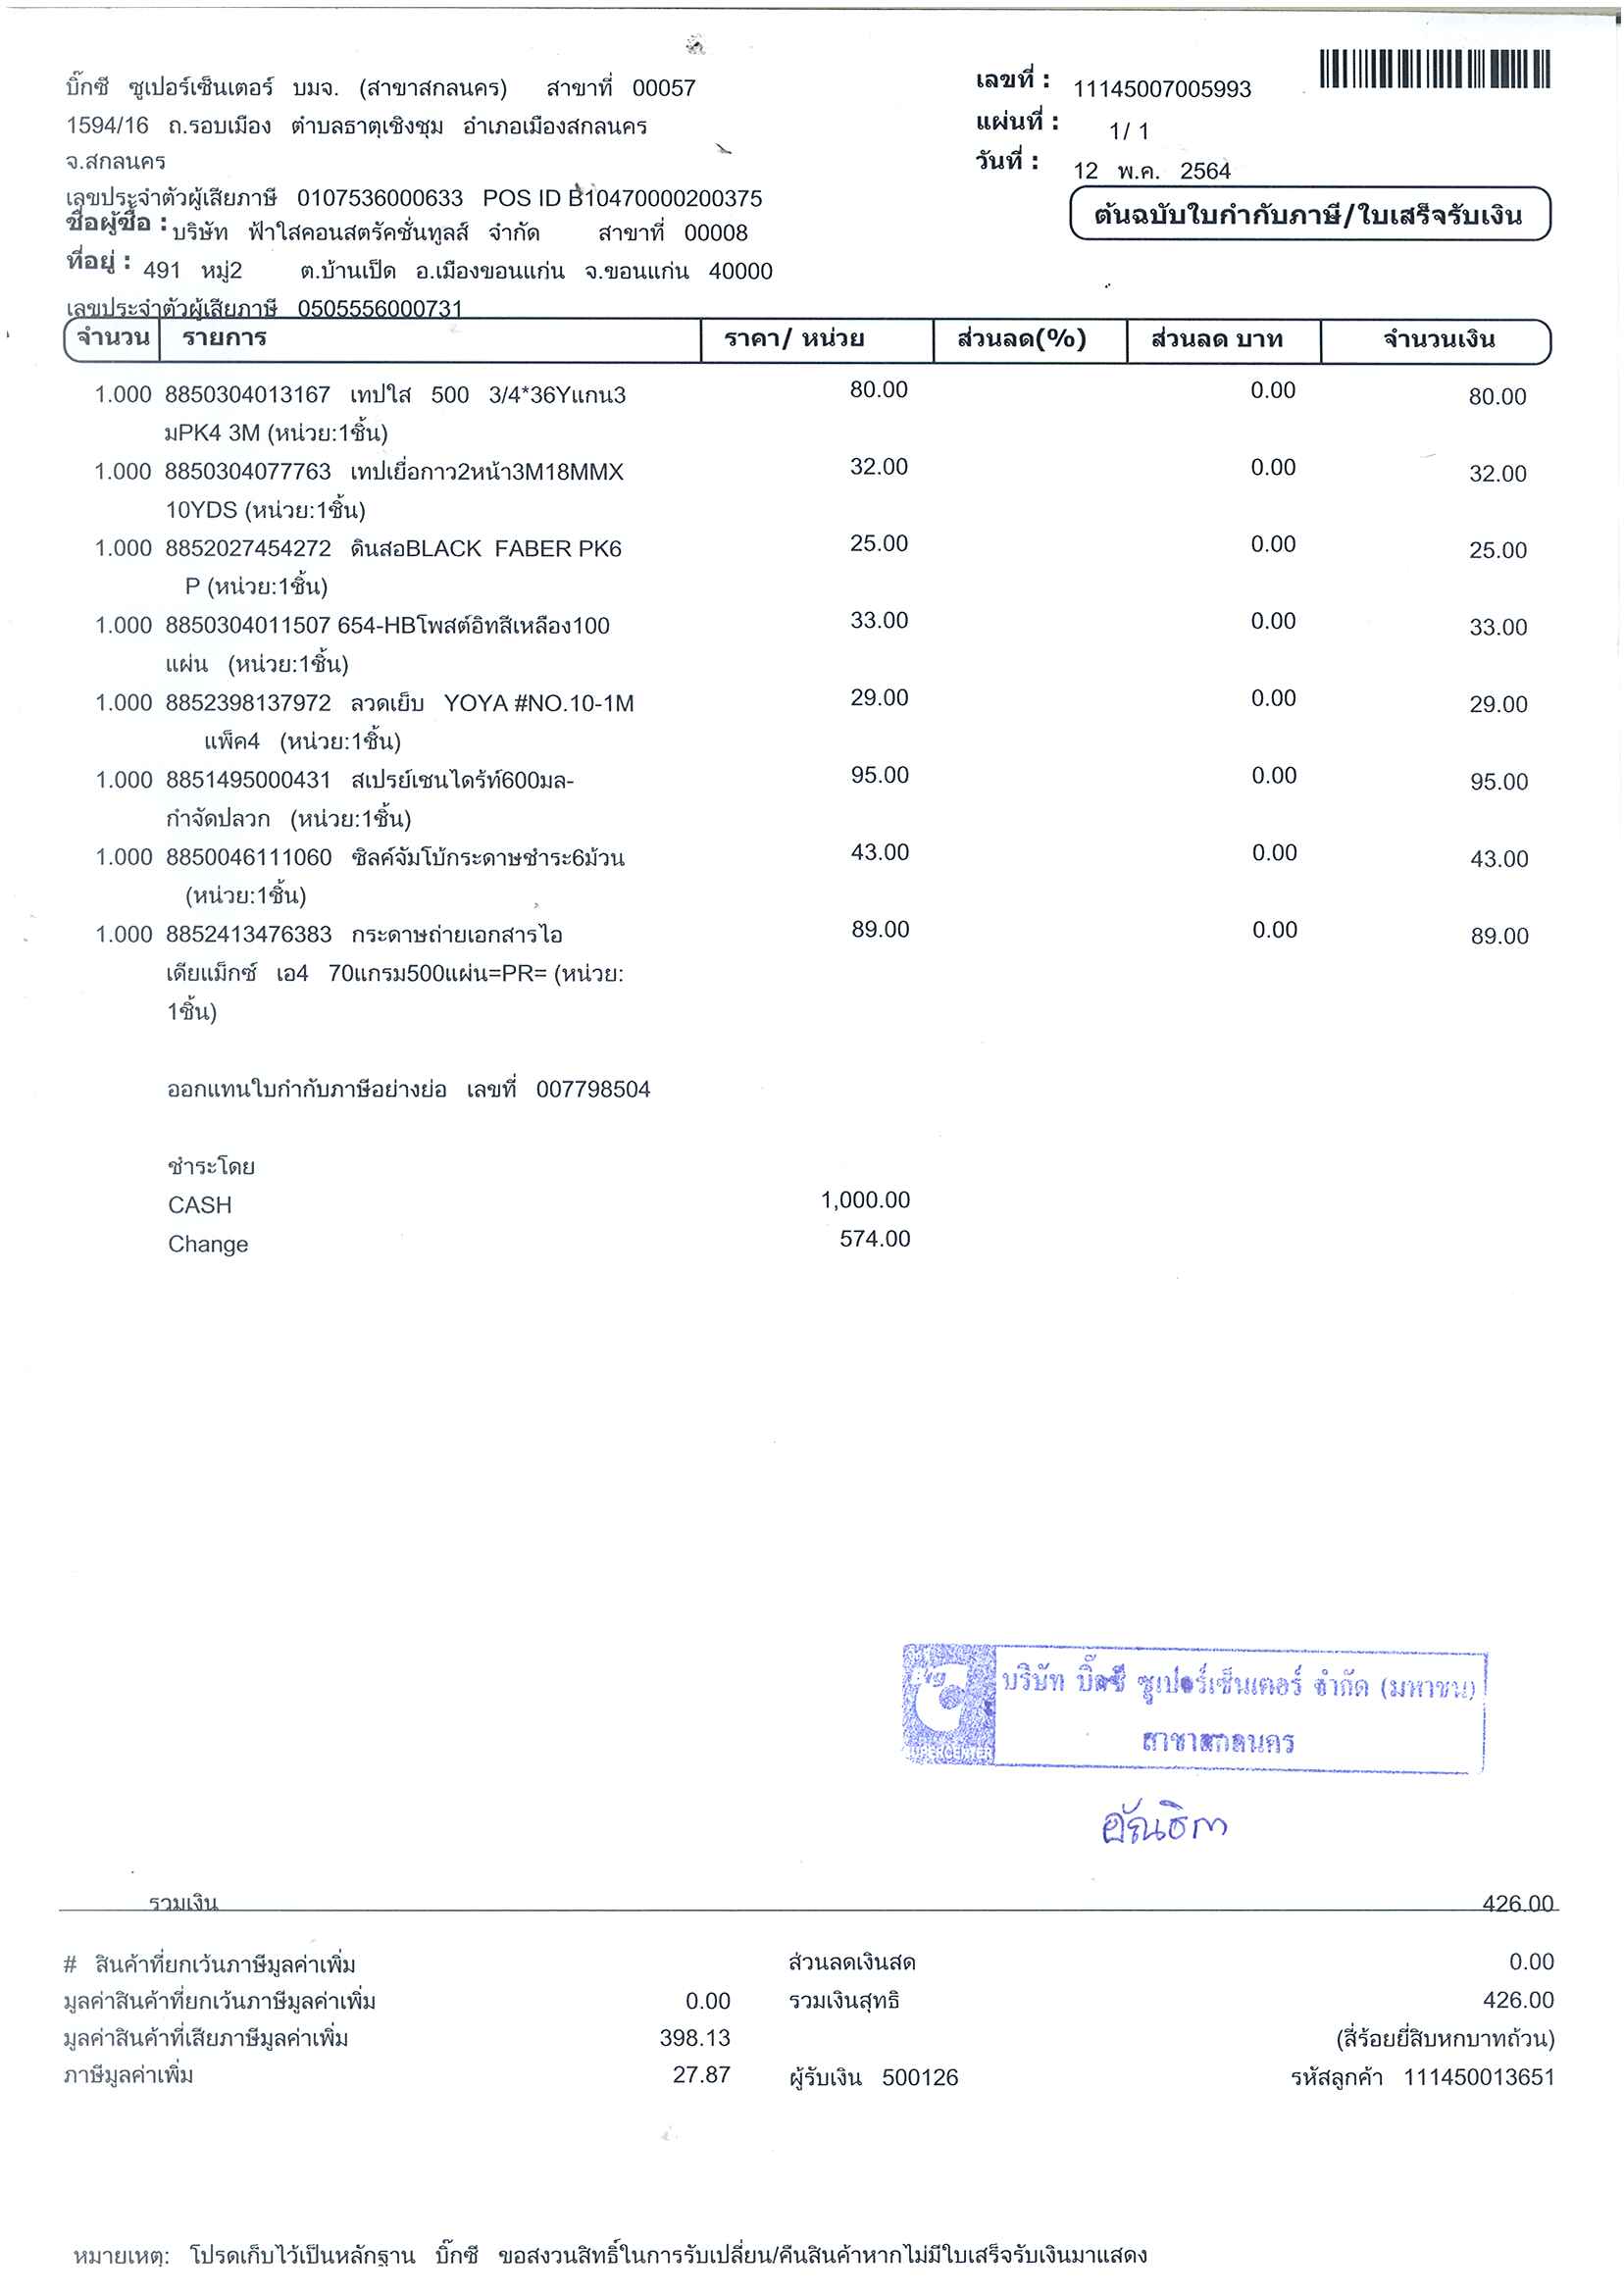 บิ๊กซี ซูเปอร์เซ็นเตอร์ บมจ. (สาขาสกลนคร) สาขาที่ 00057
1594/16 ถ.รอบเมือง ตำบลธาตุเชิงชุม อำเภอเมืองสกลนคร
จ.สกลนคร
เลขประจำตัวผู้เสียภาษี 0107536000633 POS ID B10470000200375
เลขที่ : 11145007005993
แผ่นที่ : 1/ 1
วันที่ : 12 พ.ค. 2564
ต้นฉบับใบกำกับภาษี/ใบเสร็จรับเงิน
ชื่อผู้ซื้อ : บริษัท ฟ้าใสคอนสตรัคชั่นทูลส์ จำกัด สาขาที่ 00008
ที่อยู่ : 491 หมู่2 ต.บ้านเป็ด อ.เมืองขอนแก่น จ.ขอนแก่น 40000
เลขประจำตัวผู้เสียภาษี 0505556000731
จำนวน รายการ ราคา/ หน่วย ส่วนลด(%) ส่วนลด บาท จำนวนเงิน
1.000 8850304013167 เทปใส 500 3/4*36Yแกน3 80.00 0.00 80.00
มPK4 3M (หน่วย:1ชิ้น)
1.000 8850304077763 เทปเยื่อกาว2หน้า3M18MMX 32.00 0.00 32.00
10YDS (หน่วย:1ชิ้น)
1.000 8852027454272 ดินสอBLACK FABER PK6 25.00 0.00 25.00
P (หน่วย:1ชิ้น)
1.000 8850304011507 654-HBโพสต์อิทสีเหลือง100 33.00 0.00 33.00
แผ่น (หน่วย:1ชิ้น)
1.000 8852398137972 ลวดเย็บ YOYA #NO.10-1M 29.00 0.00 29.00
แพ็ค4 (หน่วย:1ชิ้น)
1.000 8851495000431 สเปรย์เชนไดร้ท์600มล- 95.00 0.00 95.00
กำจัดปลวก (หน่วย:1ชิ้น)
1.000 8850046111060 ซิลค์จัมโบ้กระดาษชำระ6ม้วน 43.00 0.00 43.00
(หน่วย:1ชิ้น)
1.000 8852413476383 กระดาษถ่ายเอกสารไอ 89.00 0.00 89.00
เดียแม็กซ์ เอ4 70แกรม500แผ่น=PR= (หน่วย:
1ชิ้น)
ออกแทนใบกำกับภาษีอย่างย่อ เลขที่ 007798504
ชำระโดย
CASH 1,000.00
Change 574.00
บริษัท บิ๊กซี ซูเปอร์เซ็นเตอร์ จำกัด (มหาชน)
สาขาสกลนคร
Big C
SUPERCENTER
รวมเงิน 426.00
# สินค้าที่ยกเว้นภาษีมูลค่าเพิ่ม ส่วนลดเงินสด 0.00
มูลค่าสินค้าที่ยกเว้นภาษีมูลค่าเพิ่ม 0.00 รวมเงินสุทธิ 426.00
มูลค่าสินค้าที่เสียภาษีมูลค่าเพิ่ม 398.13 (สี่ร้อยยี่สิบหกบาทถ้วน)
ภาษีมูลค่าเพิ่ม 27.87 ผู้รับเงิน 500126 รหัสลูกค้า 111450013651
หมายเหตุ: โปรดเก็บไว้เป็นหลักฐาน บิ๊กซี ขอสงวนสิทธิ์ในการรับเปลี่ยน/คืนสินค้าหากไม่มีใบเสร็จรับเงินมาแสดง